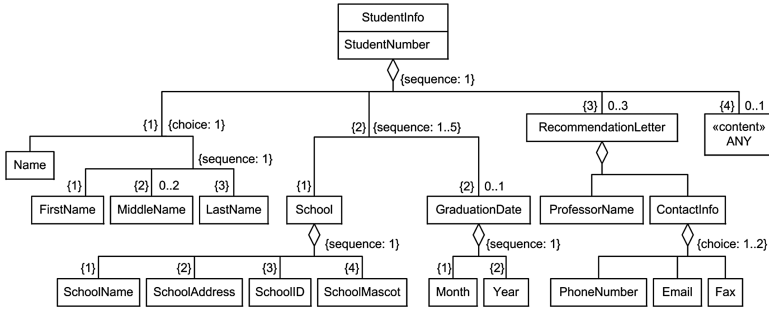 StudentInfo
StudentNumber
{sequence: 1}
{1} {choice: 1}
{2} {sequence: 1..5}
{3} 0..3
{4} 0..1
RecommendationLetter
«content»
ANY
Name
{sequence: 1}
{1} {2} 0..2 {3}
{1}
{2} 0..1
FirstName MiddleName LastName School GraduationDate ProfessorName ContactInfo
{sequence: 1} {sequence: 1} {choice: 1..2}
{1} {2} {3} {4} {1} {2}
SchoolName SchoolAddress SchoolID SchoolMascot Month Year PhoneNumber Email Fax